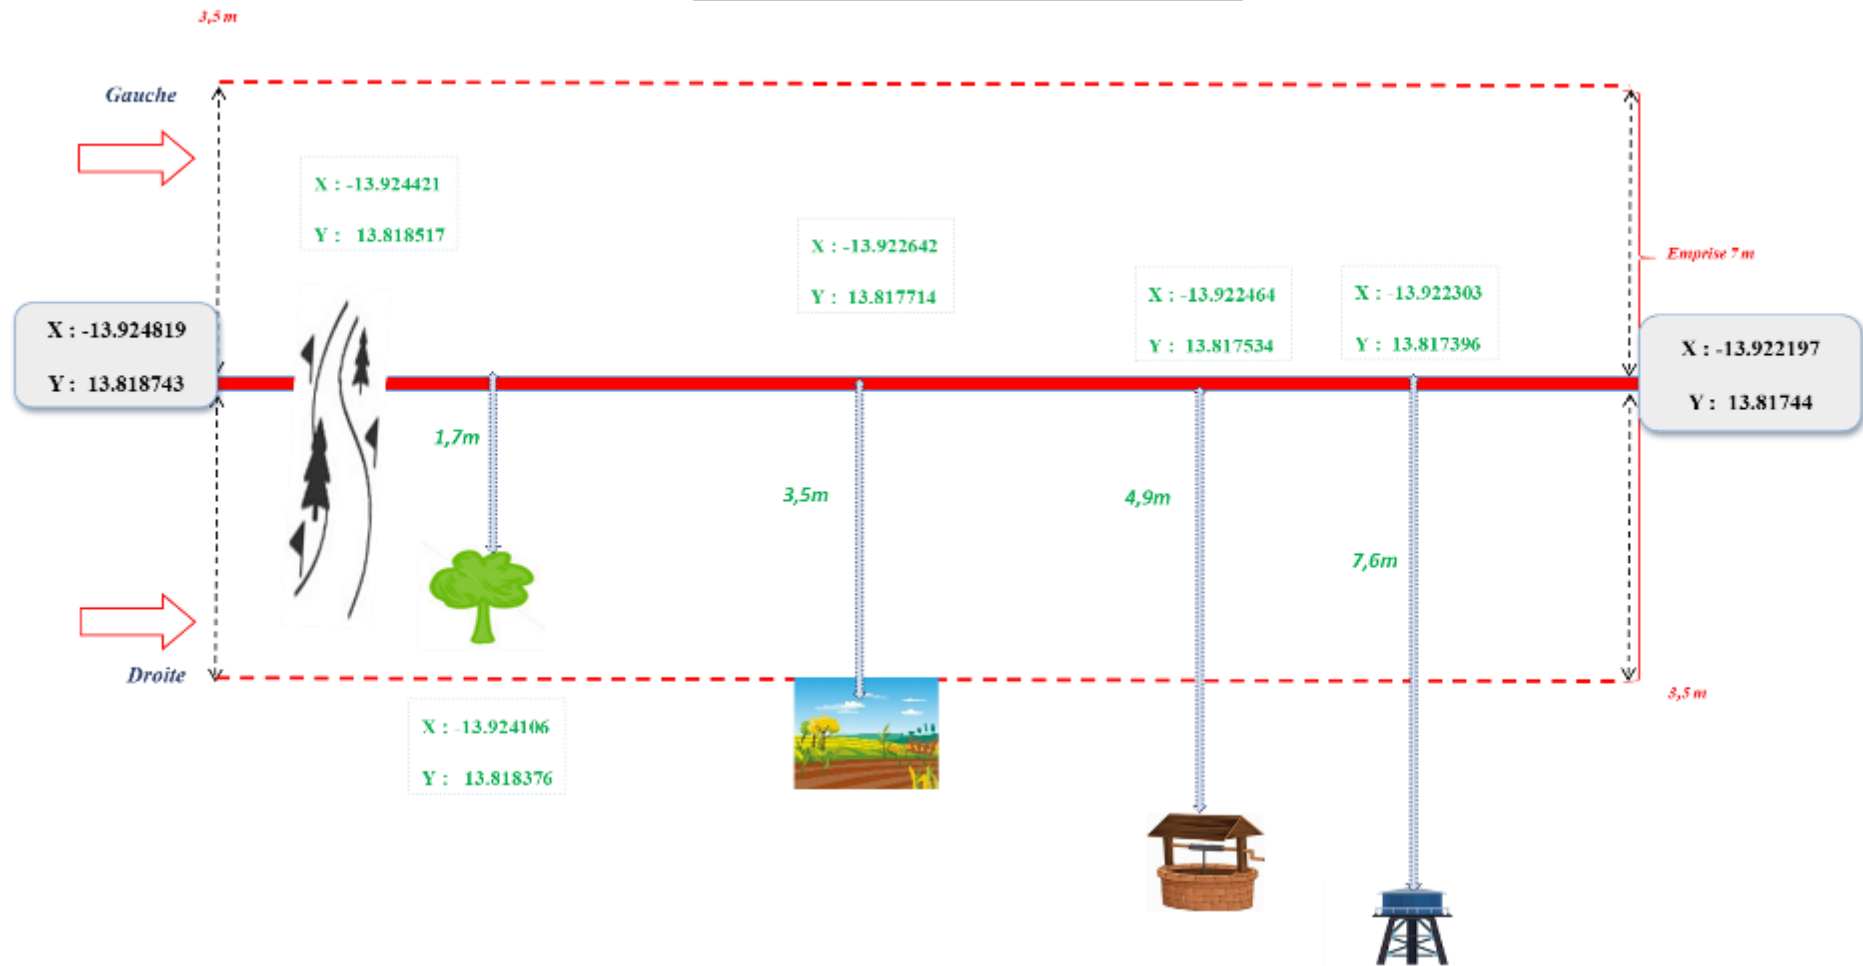 3,5 m
Gauche
X : -13.924421
Y : 13.818517
X : -13.922642
Y : 13.817714
Emprise 7 m
X : -13.922464
Y : 13.817534
X : -13.922303
Y : 13.817396
X : -13.924819
Y : 13.818743
X : -13.922197
Y : 13.81744
1,7m
3,5m
4,9m
7,6m
Droite
3,5 m
X : -13.924106
Y : 13.818376